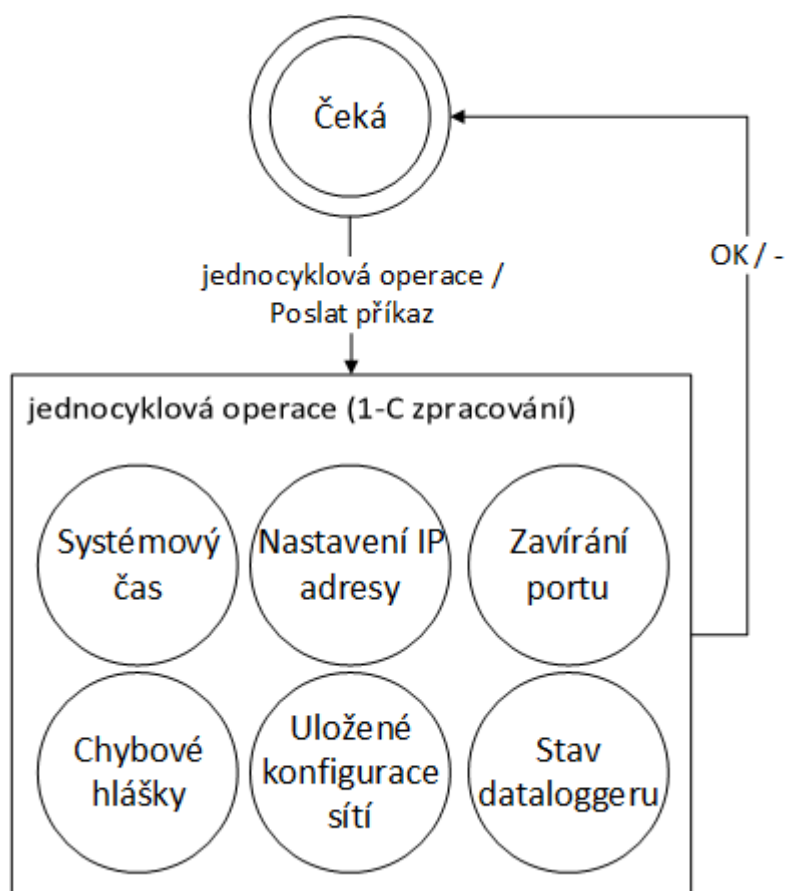 Čeká
OK / -
jednocyklová operace /
Poslat příkaz
jednocyklová operace (1-C zpracování)
Systémový
čas
Nastavení IP
adresy
Zavírání
portu
Chybové
hlášky
Uložené
konfigurace
sítí
Stav
dataloggeru